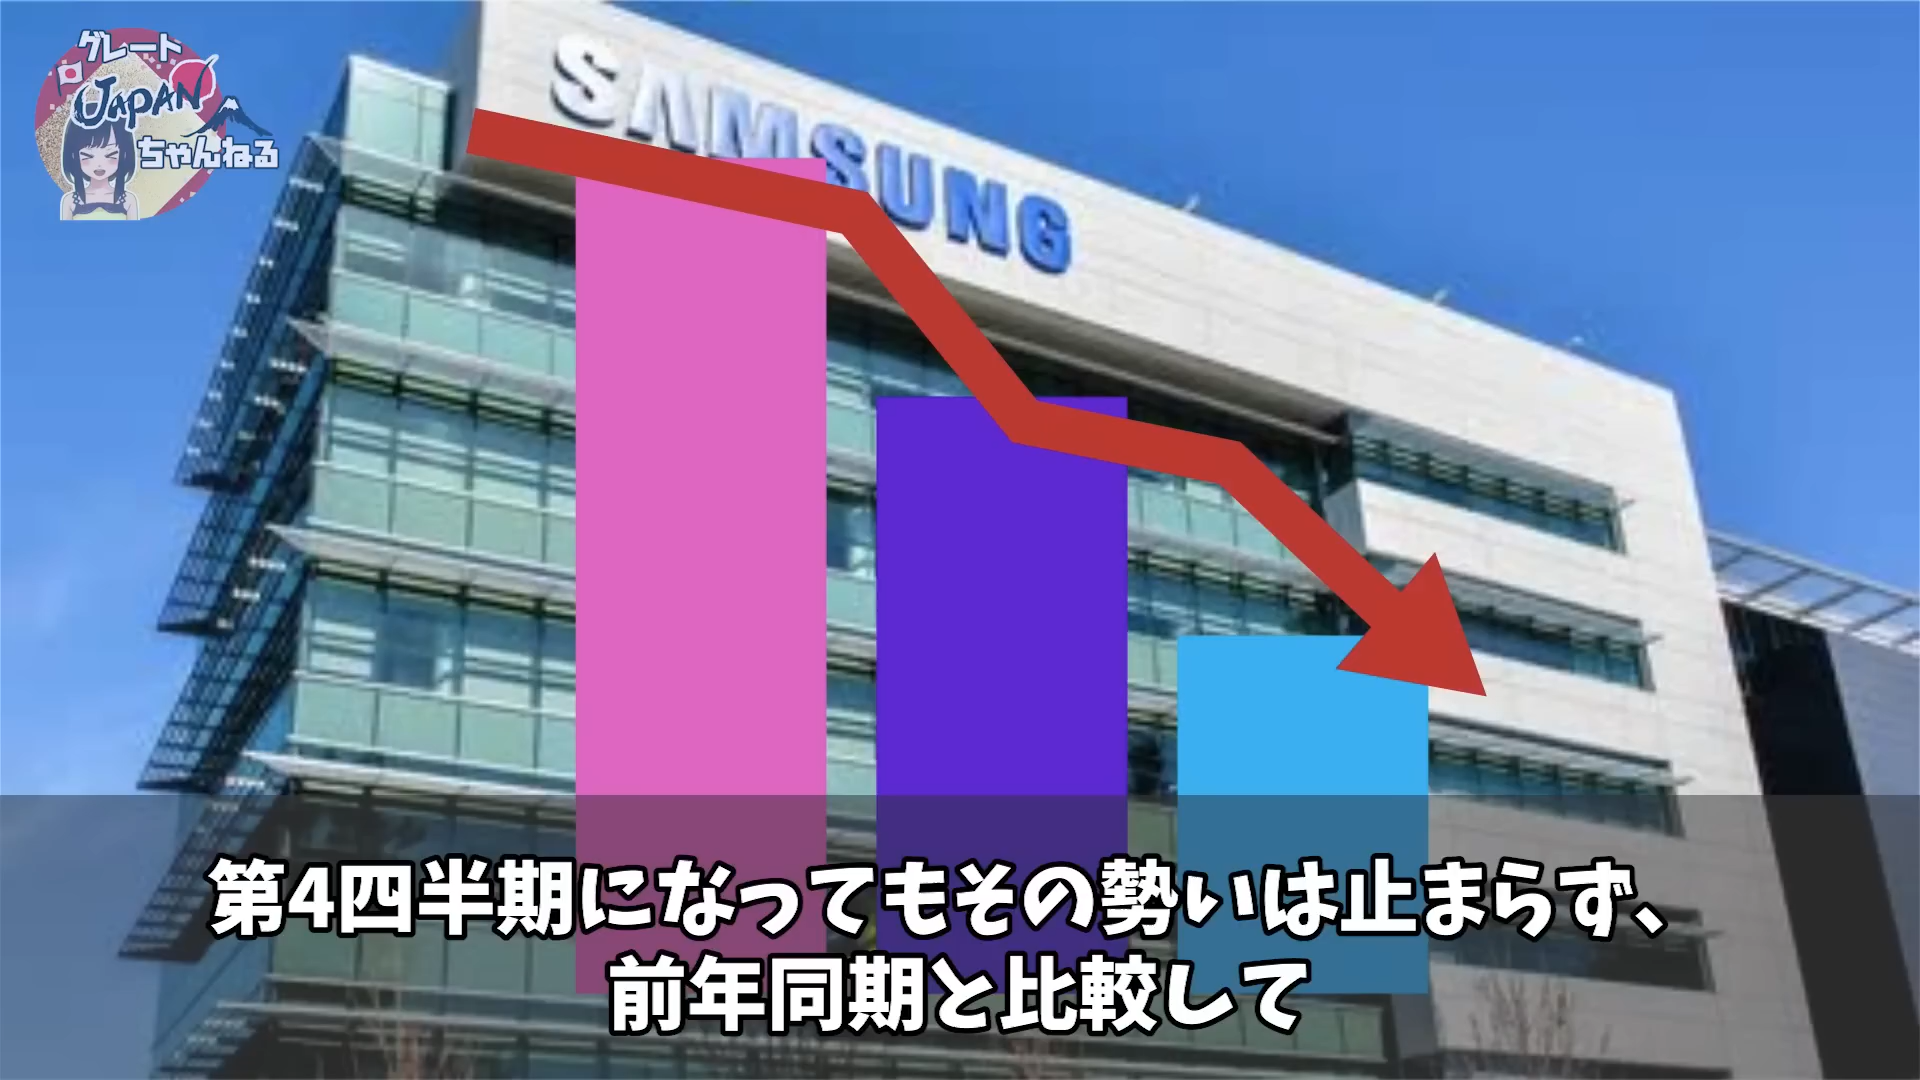 グレート
JAPAN
ちゃんねる
SAMSUNG
第4四半期になってもその勢いは止まらず、
前年同期と比較して